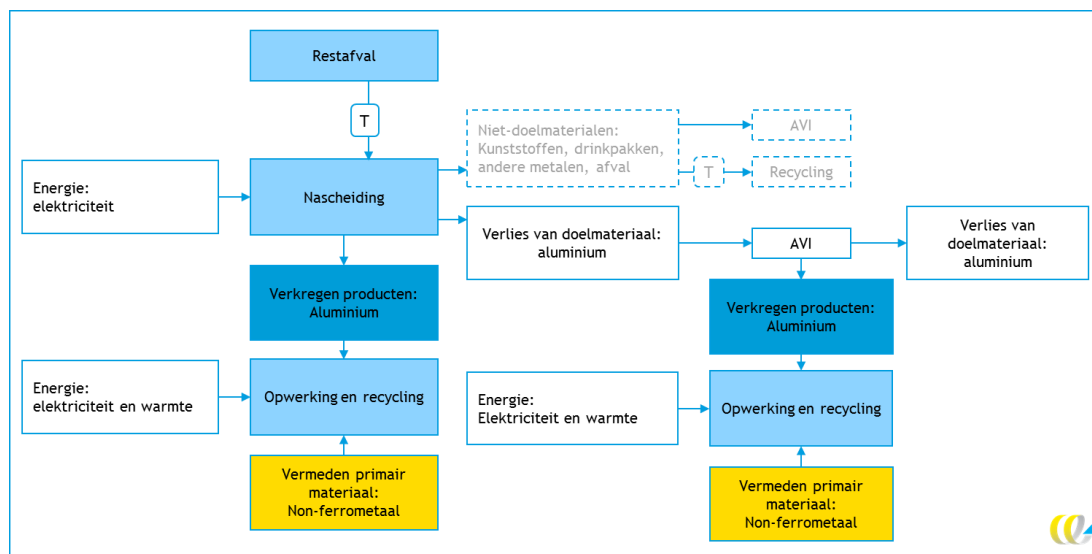 Restafval
T
Niet-doelmaterialen:
Kunststoffen, drinkpakken,
andere metalen, afval
AVI
T
Recycling
Energie:
elektriciteit
Nascheiding
Verlies van doelmateriaal:
aluminium
AVI
Verlies van
doelmateriaal:
aluminium
Verkregen producten:
Aluminium
Verkregen producten:
Aluminium
Energie:
elektriciteit en warmte
Opwerking en recycling
Energie:
Elektriciteit en warmte
Opwerking en recycling
Vermeden primair
materiaal:
Non-ferrometaal
Vermeden primair
materiaal:
Non-ferrometaal